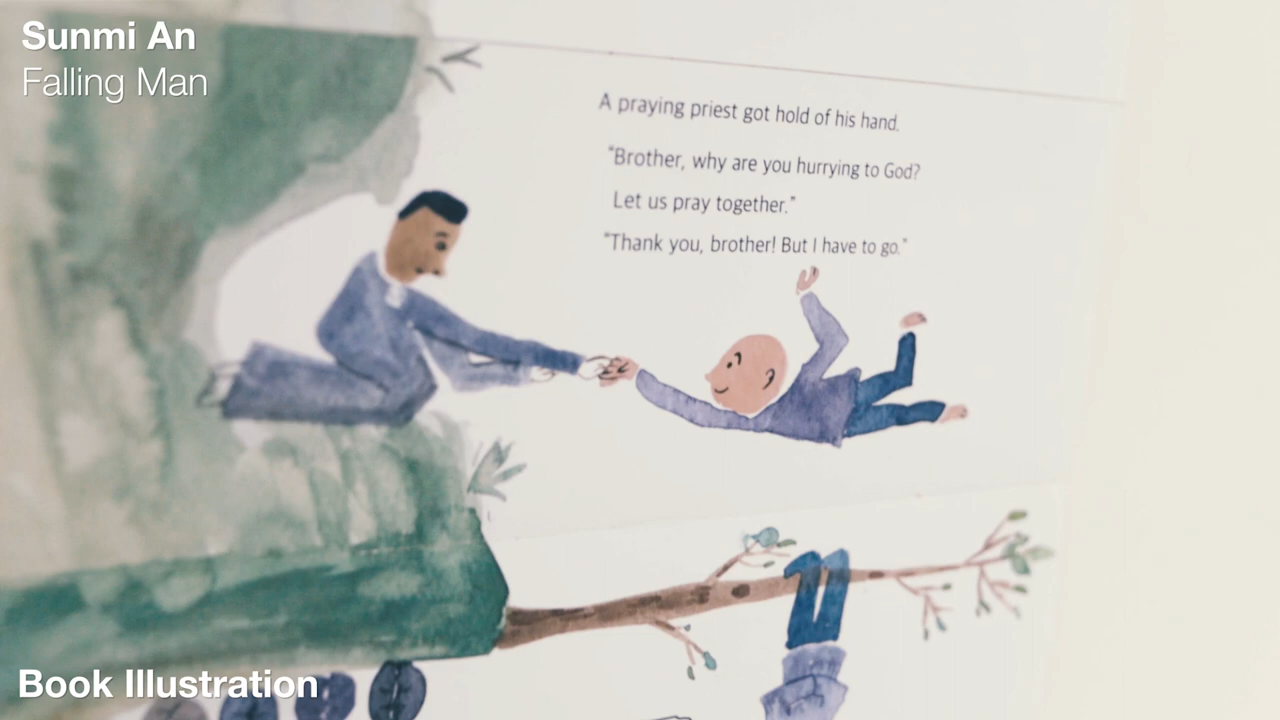 Sunmi An
Falling Man
A praying priest got hold of his hand.
"Brother, why are you hurrying to God?
Let us pray together."
"Thank you, brother! But I have to go."
Book Illustration